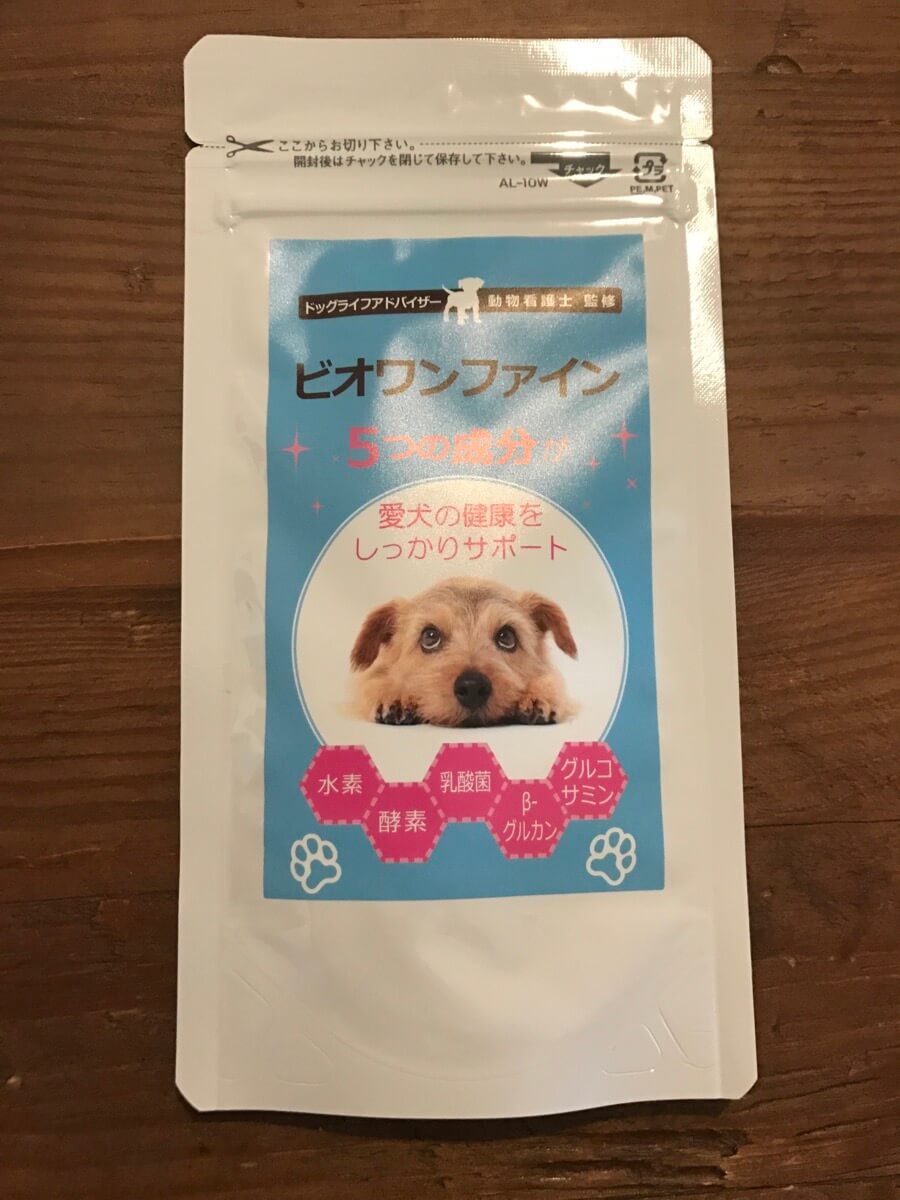 ここからお切り下さい。
開封後はチャックを閉じて保存して下さい。
チャック
AL-10W
プラ
PE,M,PET
ドッグライフアドバイザー 動物看護士 監修
ビオワンファイン
5つの成分が
愛犬の健康を
しっかりサポート
水素
酵素
乳酸菌
β-
グルカン
グルコ
サミン